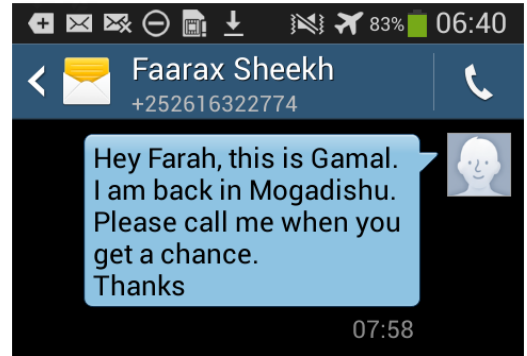 83% 06:40
Faarax Sheekh
+252616322774
Hey Farah, this is Gamal.
I am back in Mogadishu.
Please call me when you
get a chance.
Thanks
07:58